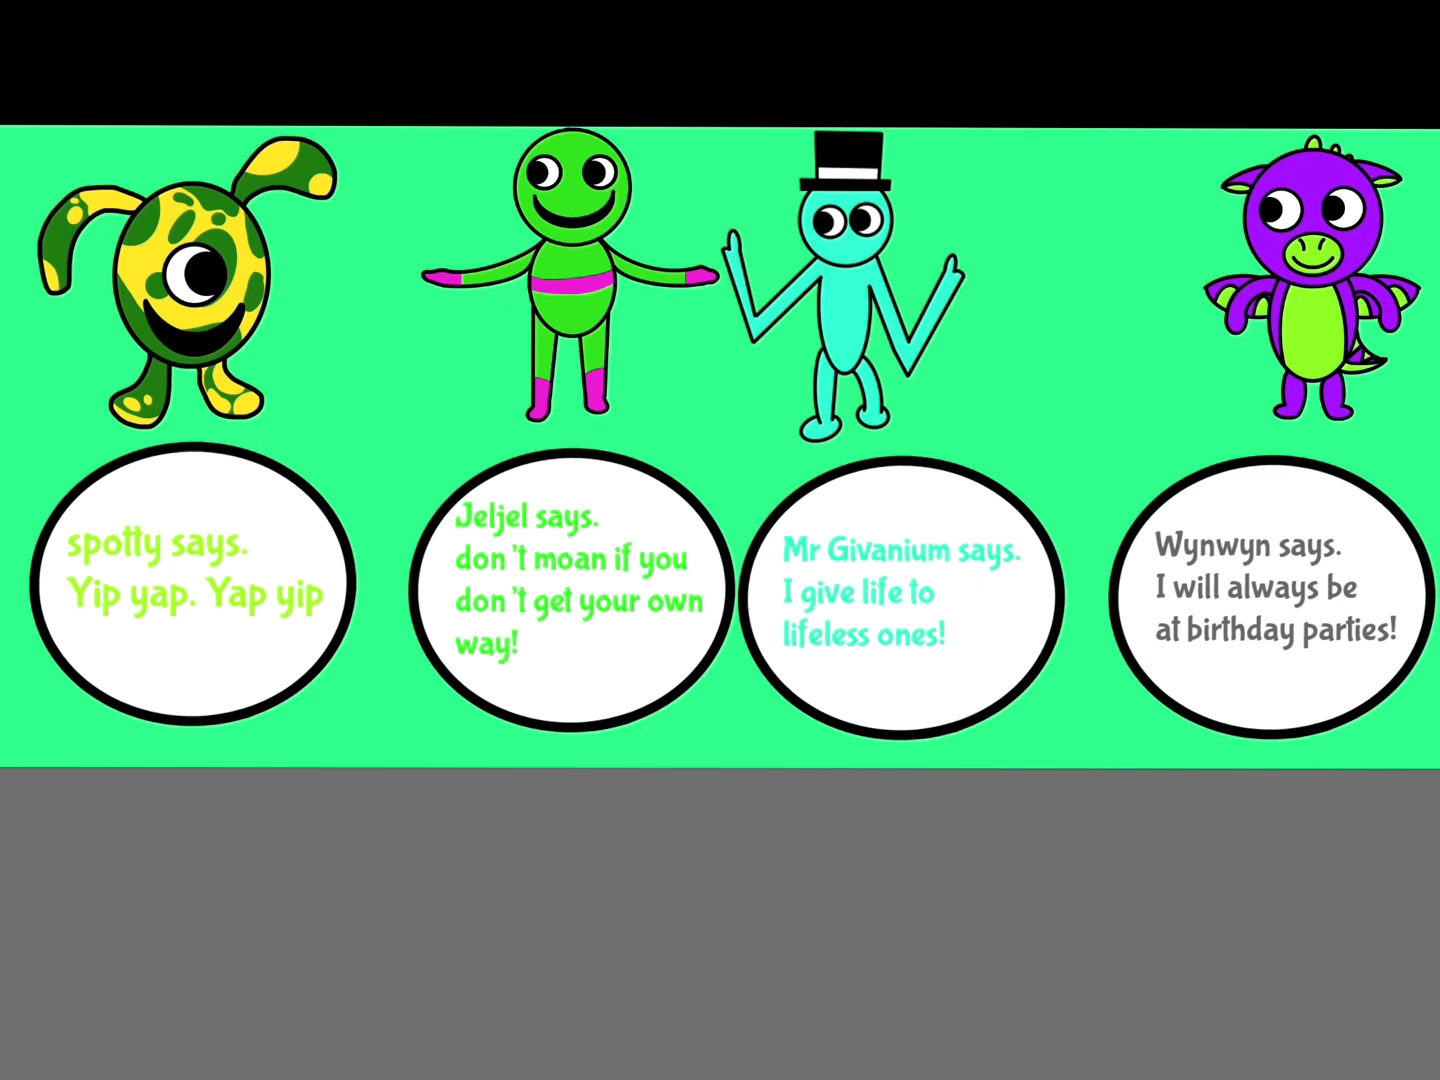 spotty says.
Yip yap. Yap yip
Jeljel says.
don't moan if you
don't get your own
way!
Mr Givanium says.
I give life to
lifeless ones!
Wynwyn says.
I will always be
at birthday parties!